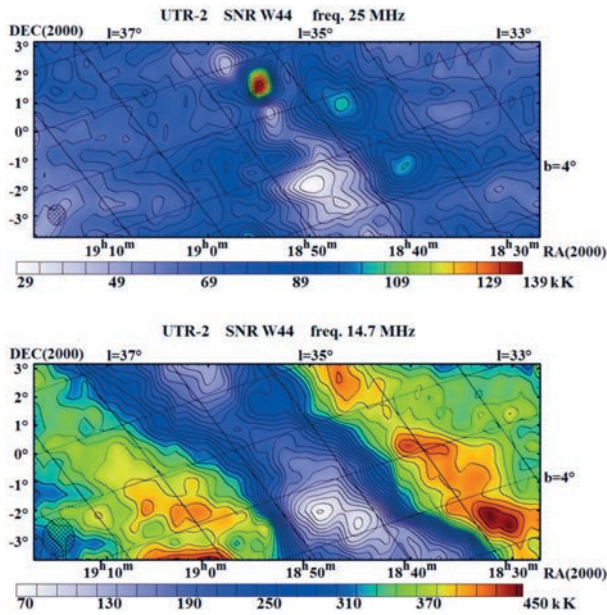 UTR-2 SNR W44 freq. 25 MHz
DEC(2000) l=37° l=35° l=33°
3°
2°
1°
0°
-1°
b=4°
-2°
-3°
19ʰ10ᵐ 19ʰ0ᵐ 18ʰ50ᵐ 18ʰ40ᵐ 18ʰ30ᵐ RA(2000)
29 49 69 89 109 129 139 kK
UTR-2 SNR W44 freq. 14.7 MHz
DEC(2000) l=37° l=35° l=33°
3°
2°
1°
0°
b=4°
-1°
-2°
-3°
19ʰ10ᵐ 19ʰ0ᵐ 18ʰ50ᵐ 18ʰ40ᵐ 18ʰ30ᵐ RA(2000)
70 130 190 250 310 370 450 kK